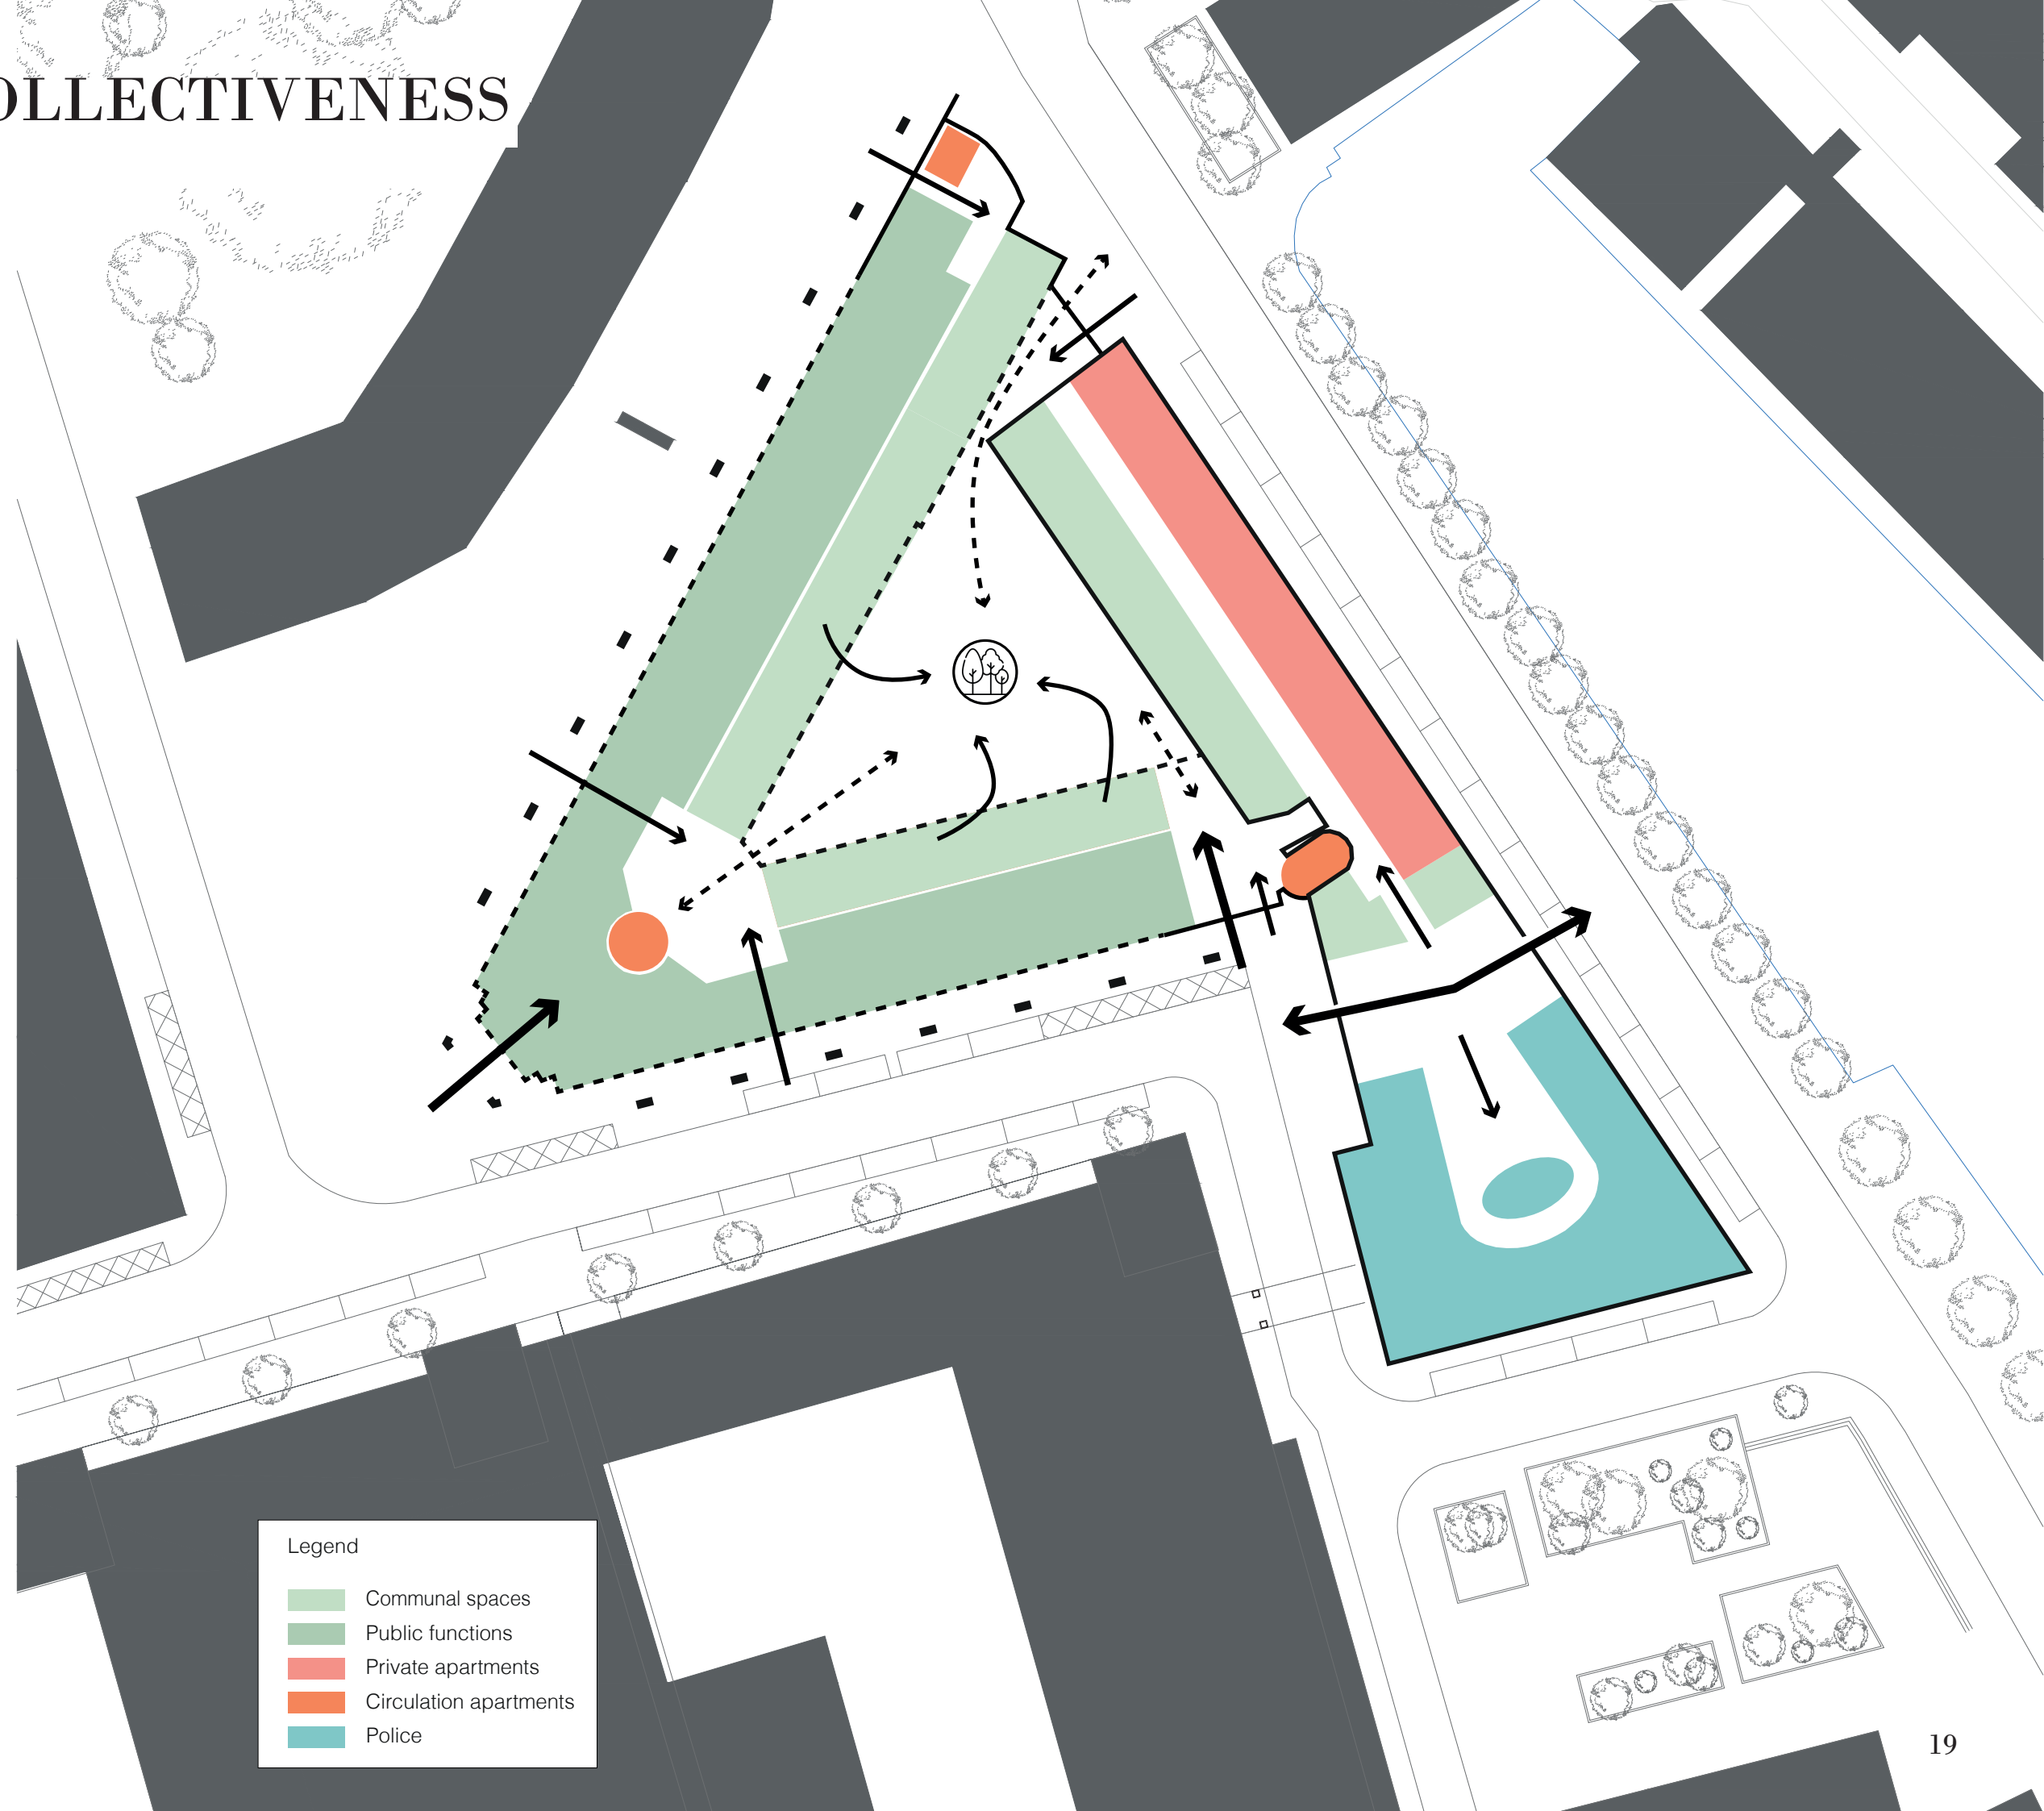 OLLECTIVENESS
Legend
Communal spaces
Public functions
Private apartments
Circulation apartments
Police
19